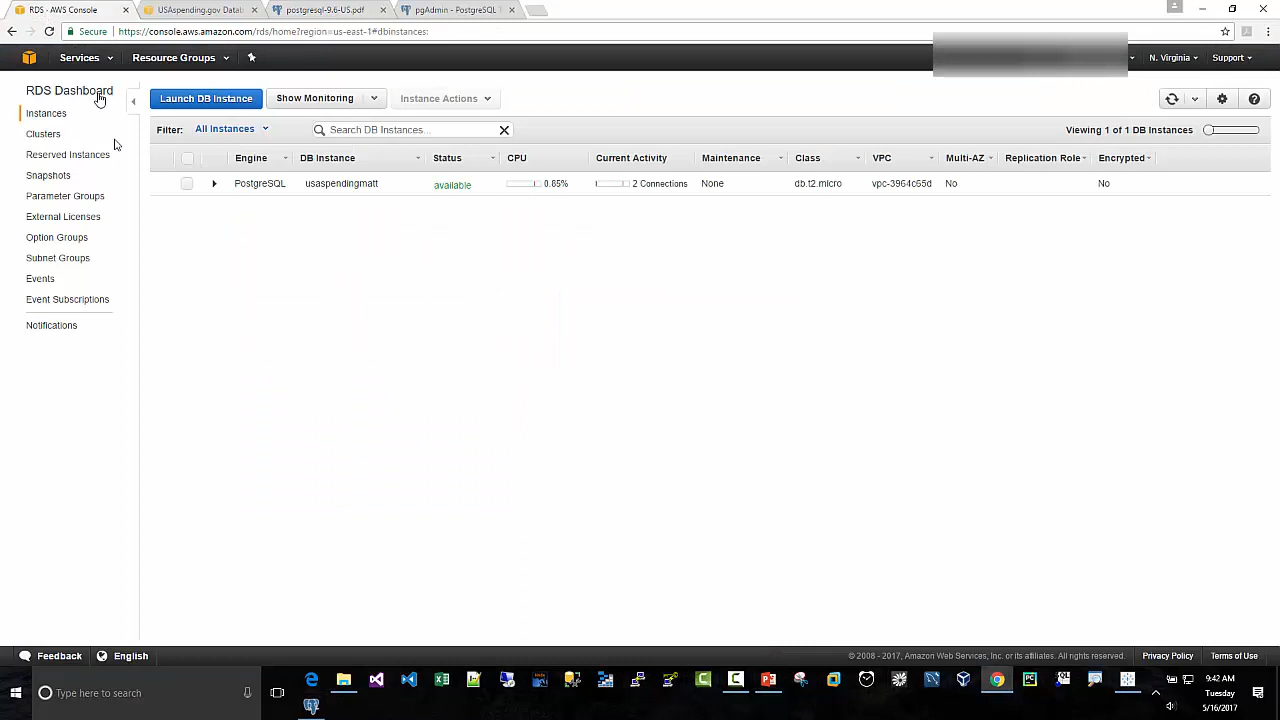 RDS - AWS Console
USAspending.gov Datab
postgresql-9.6-US.pdf
pgAdmin - PostgreSQL T
Secure
https://console.aws.amazon.com/rds/home?region=us-east-1#dbinstances:
Services
Resource Groups
N. Virginia
Support
RDS Dashboard
Instances
Clusters
Reserved Instances
Snapshots
Parameter Groups
External Licenses
Option Groups
Subnet Groups
Events
Event Subscriptions
Notifications
Launch DB Instance
Show Monitoring
Instance Actions
Filter: All Instances
Search DB Instances...
Viewing 1 of 1 DB Instances
Engine DB Instance Status CPU Current Activity Maintenance Class VPC Multi-AZ Replication Role Encrypted
PostgreSQL usaspendingmatt available 0.85% 2 Connections None db.t2.micro vpc-3964c65d No No
Feedback
English
© 2008 - 2017, Amazon Web Services, Inc. or its affiliates. All rights reserved.
Privacy Policy
Terms of Use
Type here to search
9:42 AM
Tuesday
5/16/2017